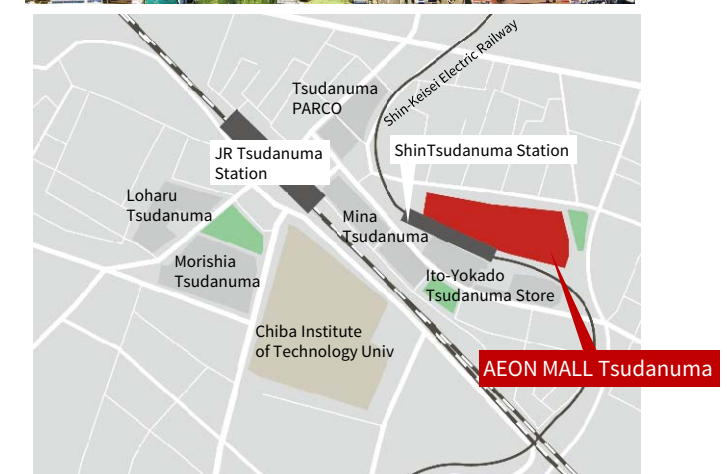 Shin-Keisei Electric Railway
Tsudanuma
PARCO
JR Tsudanuma
Station
ShinTsudanuma Station
Loharu
Tsudanuma
Mina
Tsudanuma
Morishia
Tsudanuma
Ito-Yokado
Tsudanuma Store
Chiba Institute
of Technology Univ
AEON MALL Tsudanuma